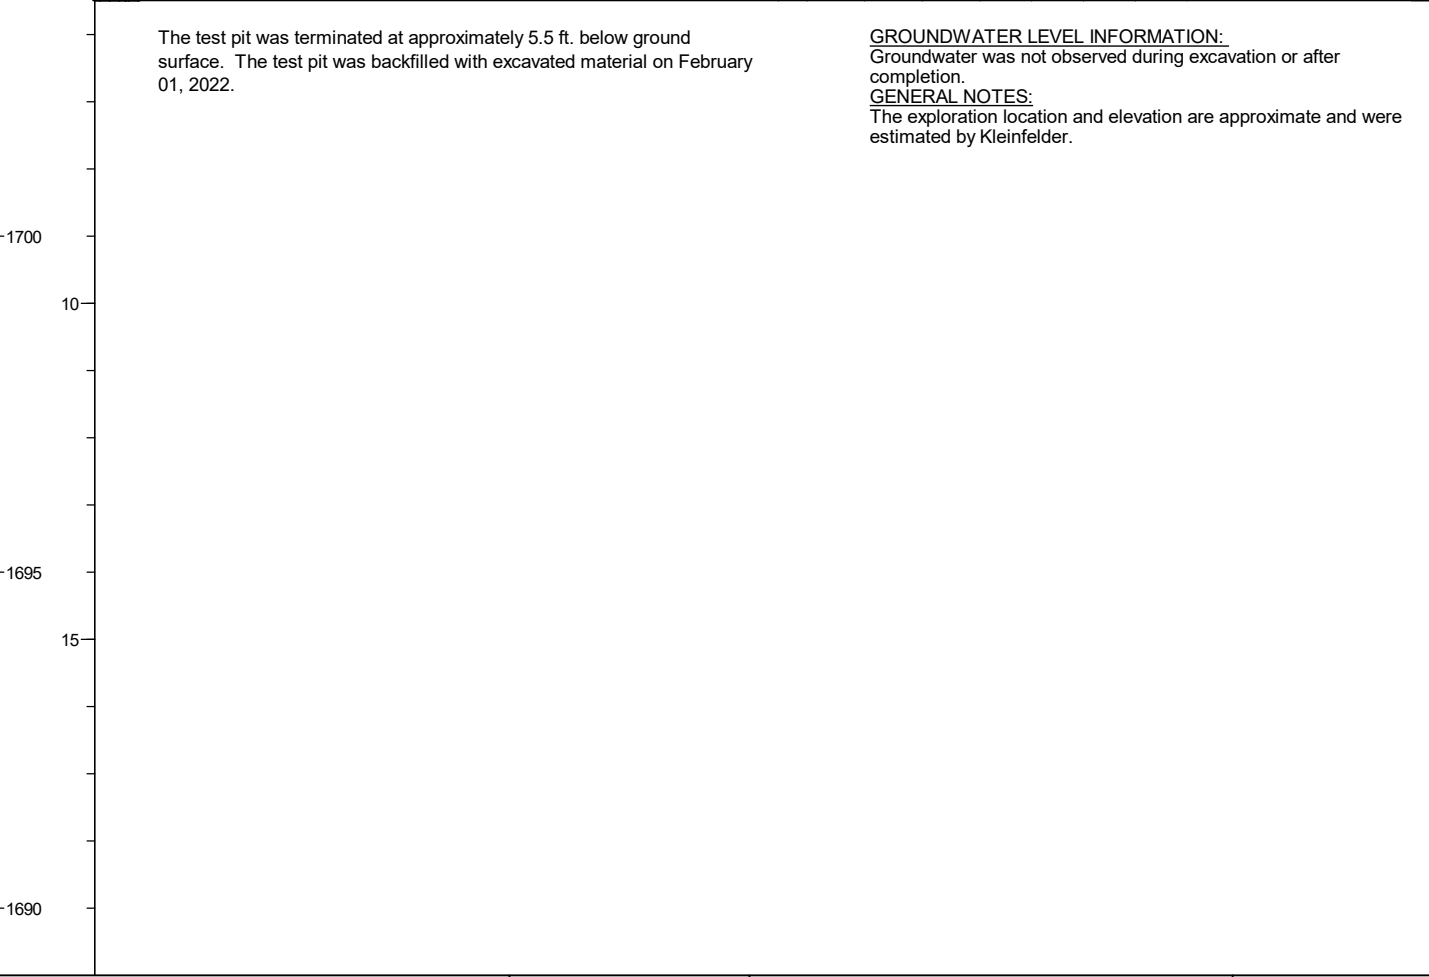 The test pit was terminated at approximately 5.5 ft. below ground
surface.  The test pit was backfilled with excavated material on February
01, 2022.
GROUNDWATER LEVEL INFORMATION:
Groundwater was not observed during excavation or after
completion.
GENERAL NOTES:
The exploration location and elevation are approximate and were
estimated by Kleinfelder.
1700
10
1695
15
1690